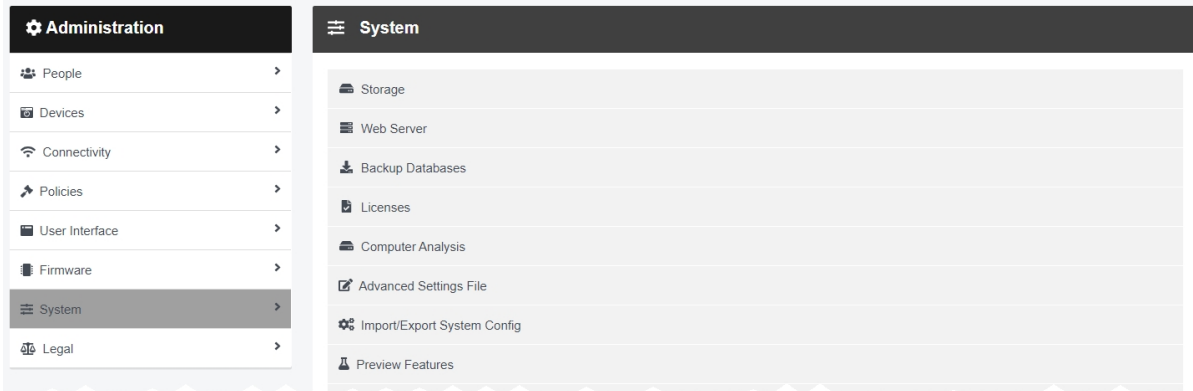 Administration
People
Devices
Connectivity
Policies
User Interface
Firmware
System
Legal
System
Storage
Web Server
Backup Databases
Licenses
Computer Analysis
Advanced Settings File
Import/Export System Config
Preview Features